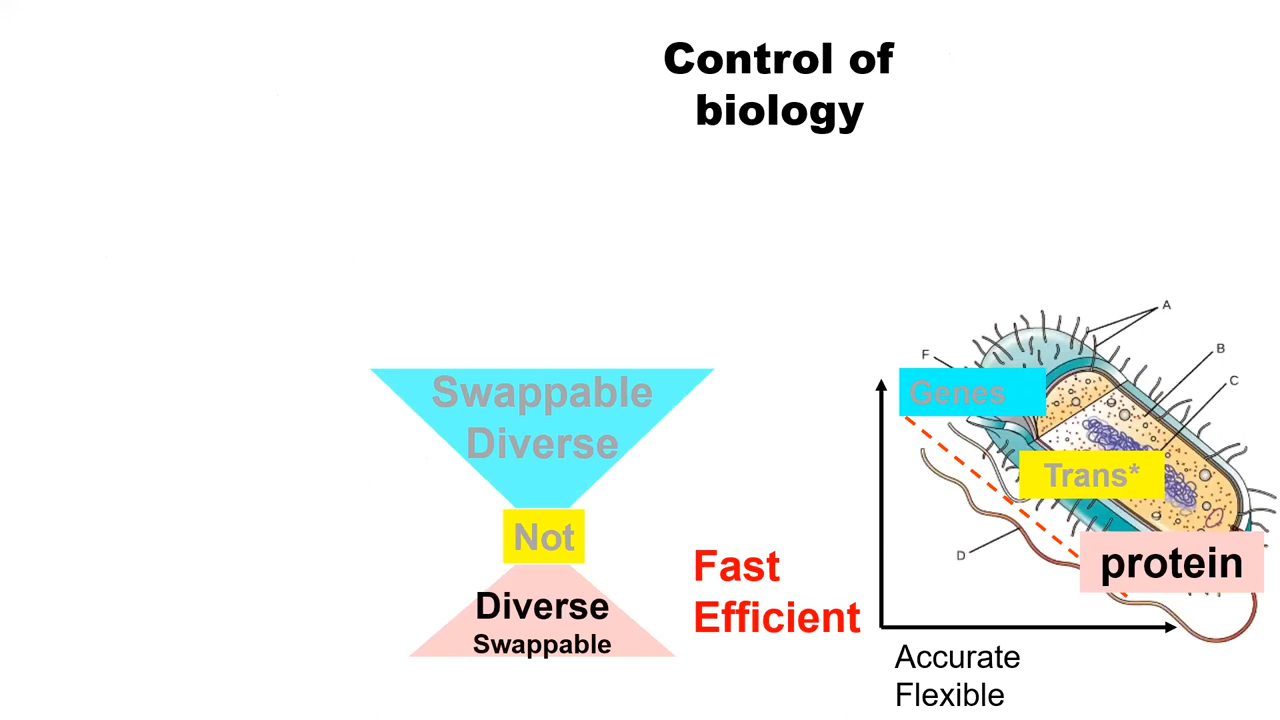 Control of
biology
Swappable
Diverse
Not
Diverse
Swappable
Fast
Efficient
A
B
C
F
Genes
Trans*
D
protein
Accurate
Flexible